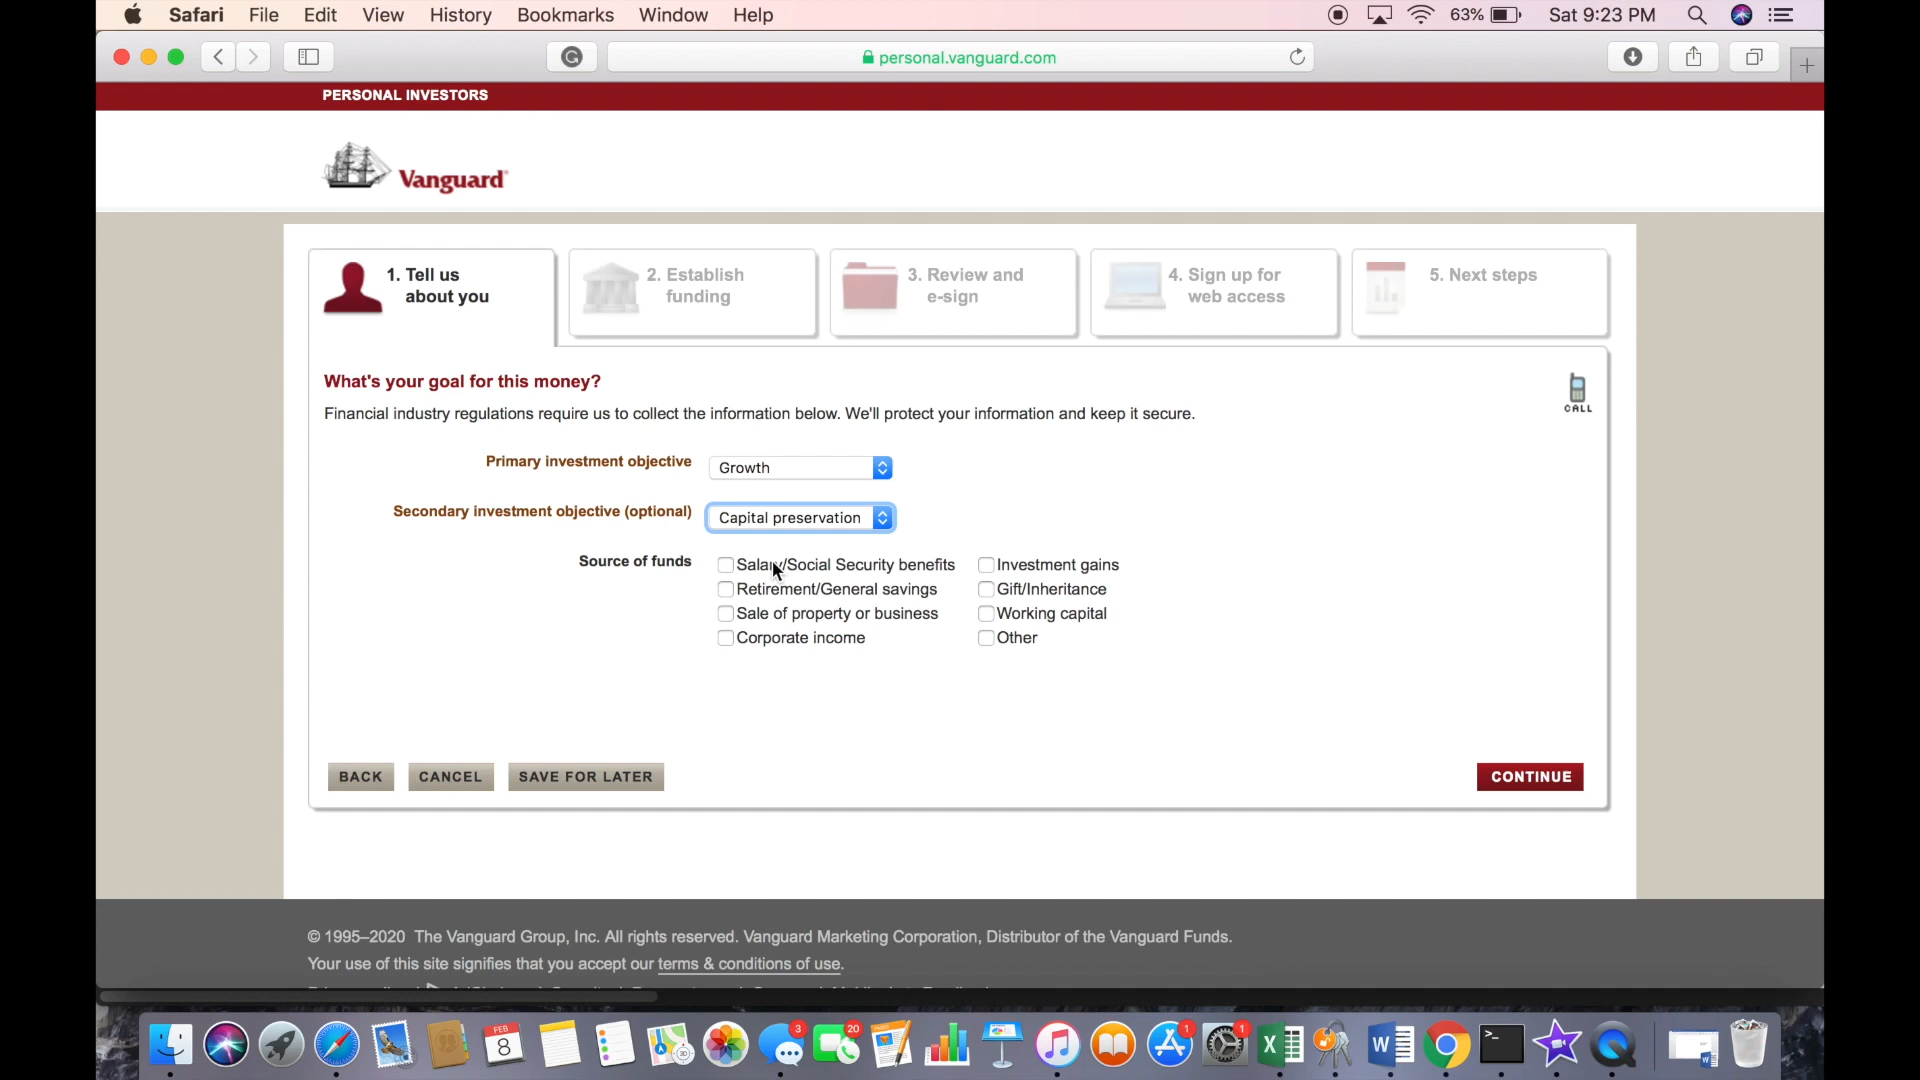 Safari File Edit View History Bookmarks Window Help 63% Sat 9:23 PM
personal.vanguard.com
PERSONAL INVESTORS
Vanguard®
1. Tell us about you
2. Establish funding
3. Review and e-sign
4. Sign up for web access
5. Next steps
What's your goal for this money?
CALL
Financial industry regulations require us to collect the information below. We'll protect your information and keep it secure.
Primary investment objective Growth
Secondary investment objective (optional) Capital preservation
Source of funds Salary/Social Security benefits Investment gains
Retirement/General savings Gift/Inheritance
Sale of property or business Working capital
Corporate income Other
BACK CANCEL SAVE FOR LATER CONTINUE
© 1995–2020 The Vanguard Group, Inc. All rights reserved. Vanguard Marketing Corporation, Distributor of the Vanguard Funds.
Your use of this site signifies that you accept our terms & conditions of use.
FEB 8 3 20 1 1